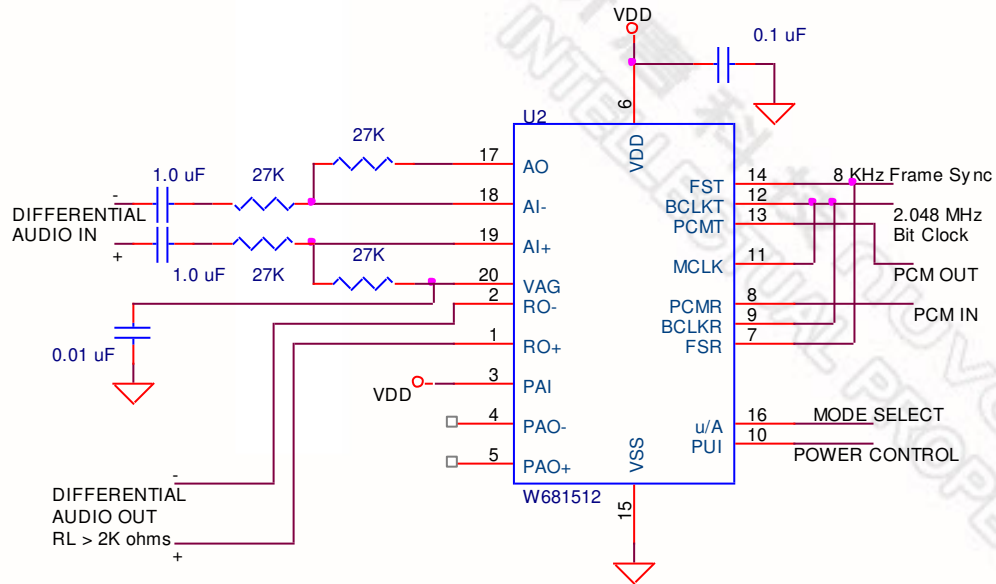 VDD
0.1 uF
6
U2
VDD
27K
17
AO
1.0 uF
27K
18
AI-
-
DIFFERENTIAL
AUDIO IN
+
19
AI+
1.0 uF
27K
27K
20
VAG
2
RO-
0.01 uF
1
RO+
VDD
3
PAI
4
PAO-
5
PAO+
-
DIFFERENTIAL
AUDIO OUT
RL > 2K ohms
+
14
FST
8 KHz Frame Sync
12
BCLKT
2.048 MHz
Bit Clock
13
PCMT
PCM OUT
11
MCLK
8
PCMR
PCM IN
9
BCLKR
7
FSR
16
u/A
MODE SELECT
10
PUI
POWER CONTROL
VSS
15
W681512
INTELLECTUAL PROPE